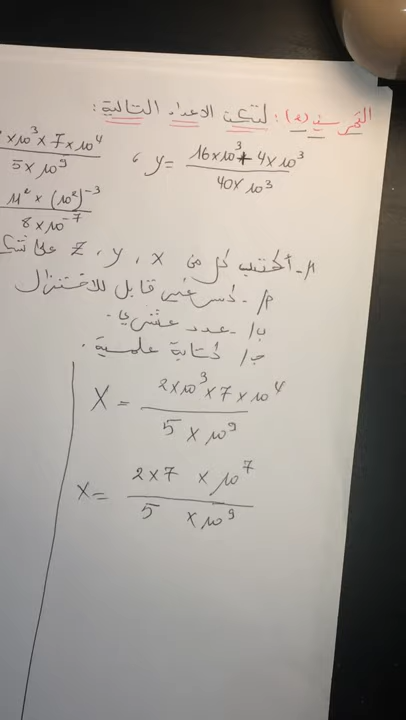 التمرين (2): لتكن الأعداد التالية:
× 10³ × 7 × 10⁴ / 5 × 10⁹ ، y = 16×10³ + 4×10³ / 40×10³
× (10²)⁻³ / 8 × 10⁻⁷
1- أكتب كل من x ، y ، z على شكل
أ/ - كسر غير قابل للاختزال
ب/ - عدد عشري.
ج/ كتابة علمية.
X = 2×10³ × 7 × 10⁴ / 5 × 10⁹
X = 2×7 × 10⁷ / 5 × 10⁹